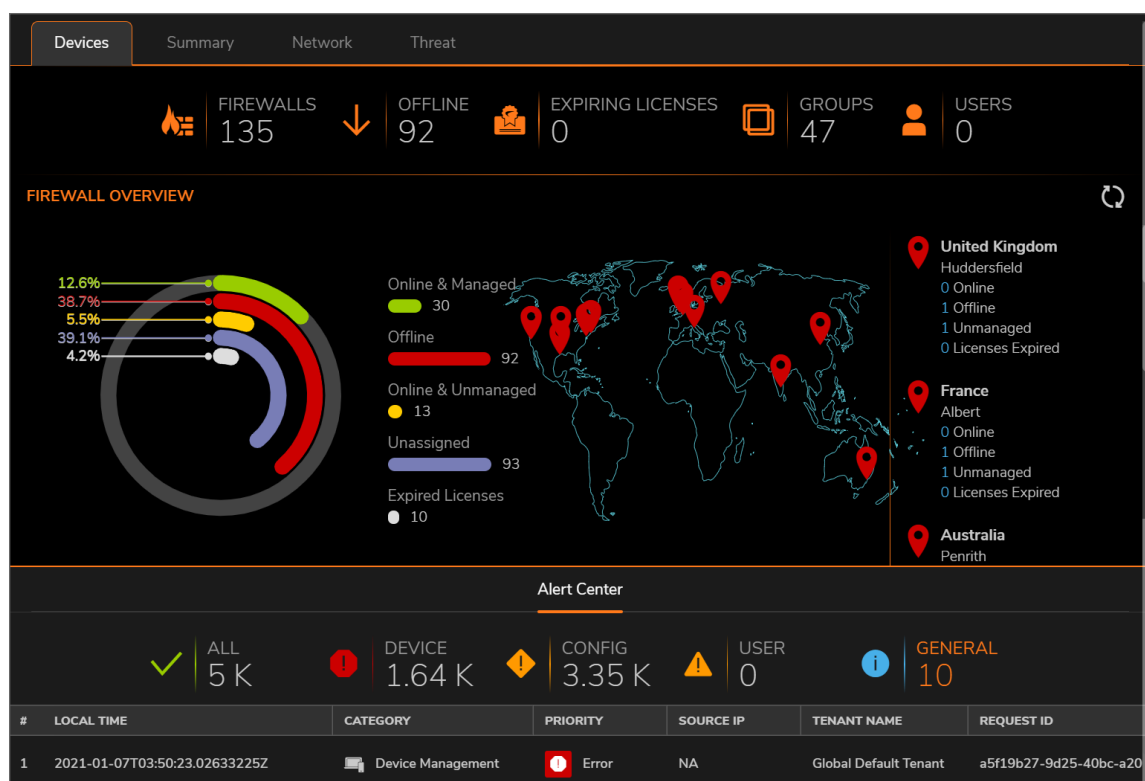 Devices Summary Network Threat
FIREWALLS OFFLINE EXPIRING LICENSES GROUPS USERS
135 92 0 47 0
FIREWALL OVERVIEW
12.6%
38.7%
5.5%
39.1%
4.2%
Online & Managed
30
Offline
92
Online & Unmanaged
13
Unassigned
93
Expired Licenses
10
United Kingdom
Huddersfield
0 Online
1 Offline
1 Unmanaged
0 Licenses Expired
France
Albert
0 Online
1 Offline
1 Unmanaged
0 Licenses Expired
Australia
Penrith
Alert Center
ALL DEVICE CONFIG USER GENERAL
5 K 1.64 K 3.35 K 0 10
# LOCAL TIME CATEGORY PRIORITY SOURCE IP TENANT NAME REQUEST ID
1 2021-01-07T03:50:23.02633225Z Device Management Error NA Global Default Tenant a5f19b27-9d25-40bc-a20